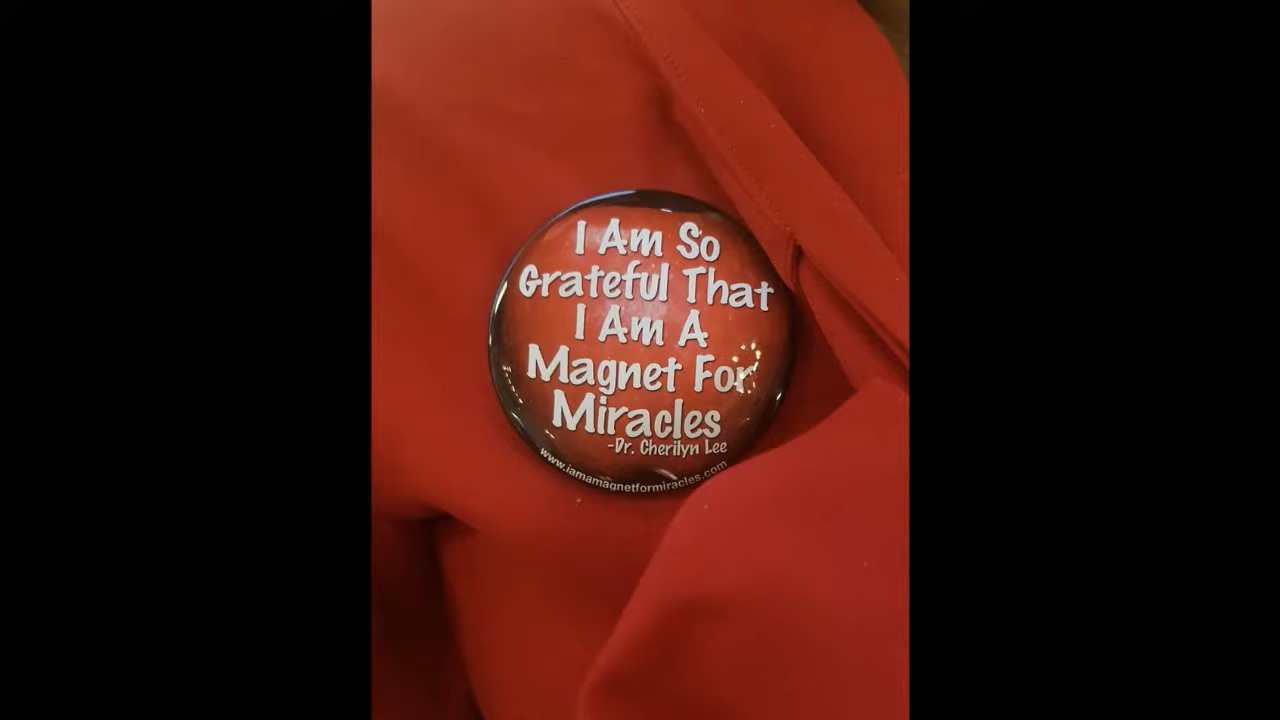 I Am So
Grateful That
I Am A
Magnet For
Miracles
-Dr. Cherilyn Lee
www.iamamagnetformiracles.com